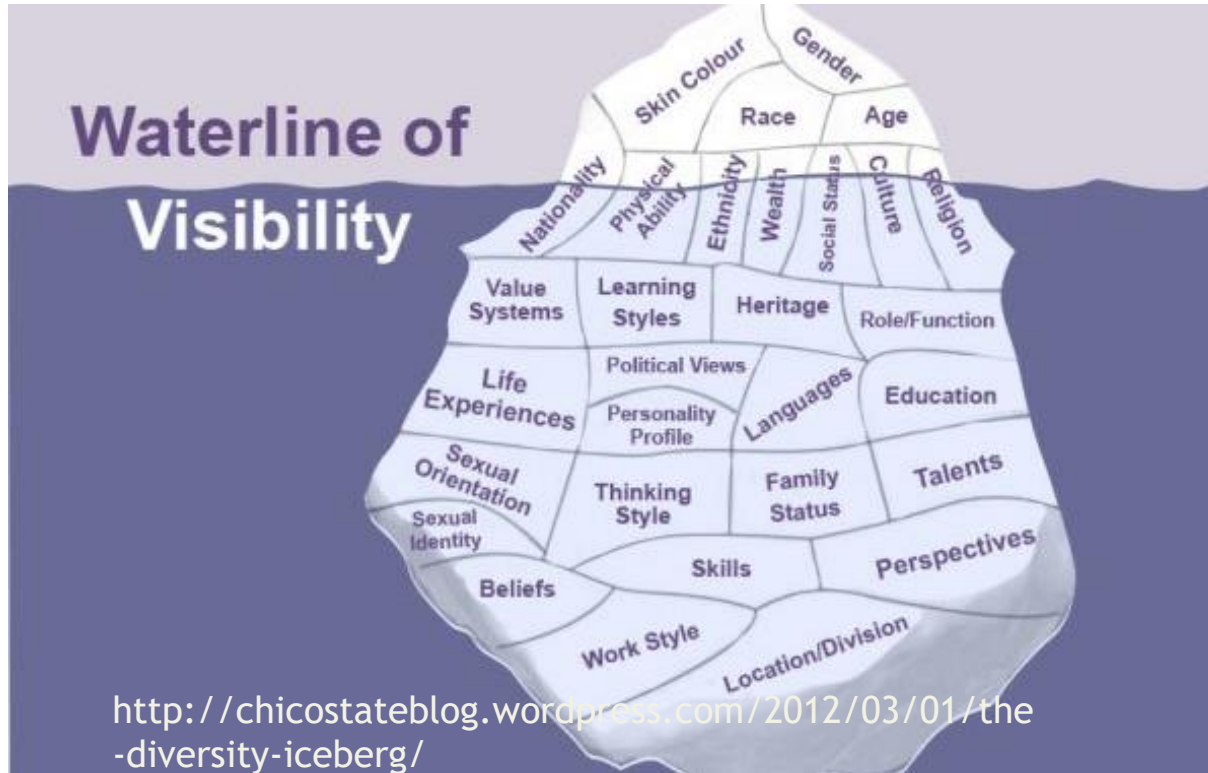 Waterline of
Visibility
Skin Colour
Gender
Race
Age
Nationality
Physical
Ability
Ethnicity
Wealth
Social Status
Culture
Religion
Value
Systems
Learning
Styles
Heritage
Role/Function
Life
Experiences
Political Views
Personality
Profile
Languages
Education
Sexual
Orientation
Sexual
Identity
Thinking
Style
Family
Status
Talents
Beliefs
Skills
Perspectives
Work Style
Location/Division
http://chicostateblog.wordpress.com/2012/03/01/the
-diversity-iceberg/